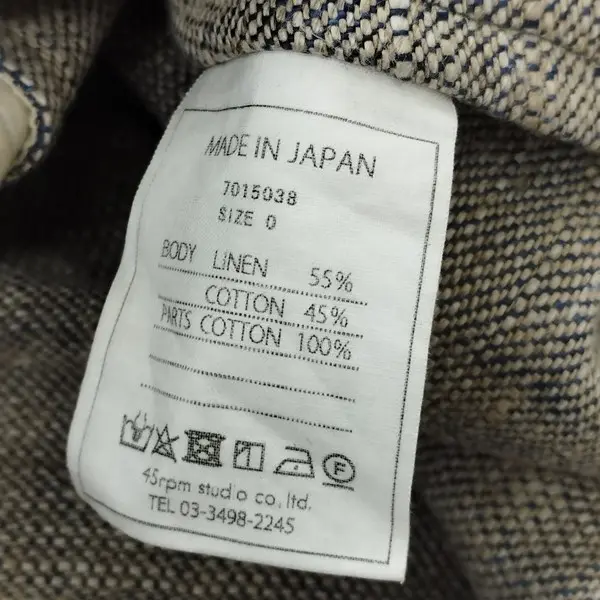 MADE IN JAPAN
7015038
SIZE 0
BODY LINEN 55%
COTTON 45%
PARTS COTTON 100%
F
45rpm studio co., ltd.
TEL 03-3498-2245